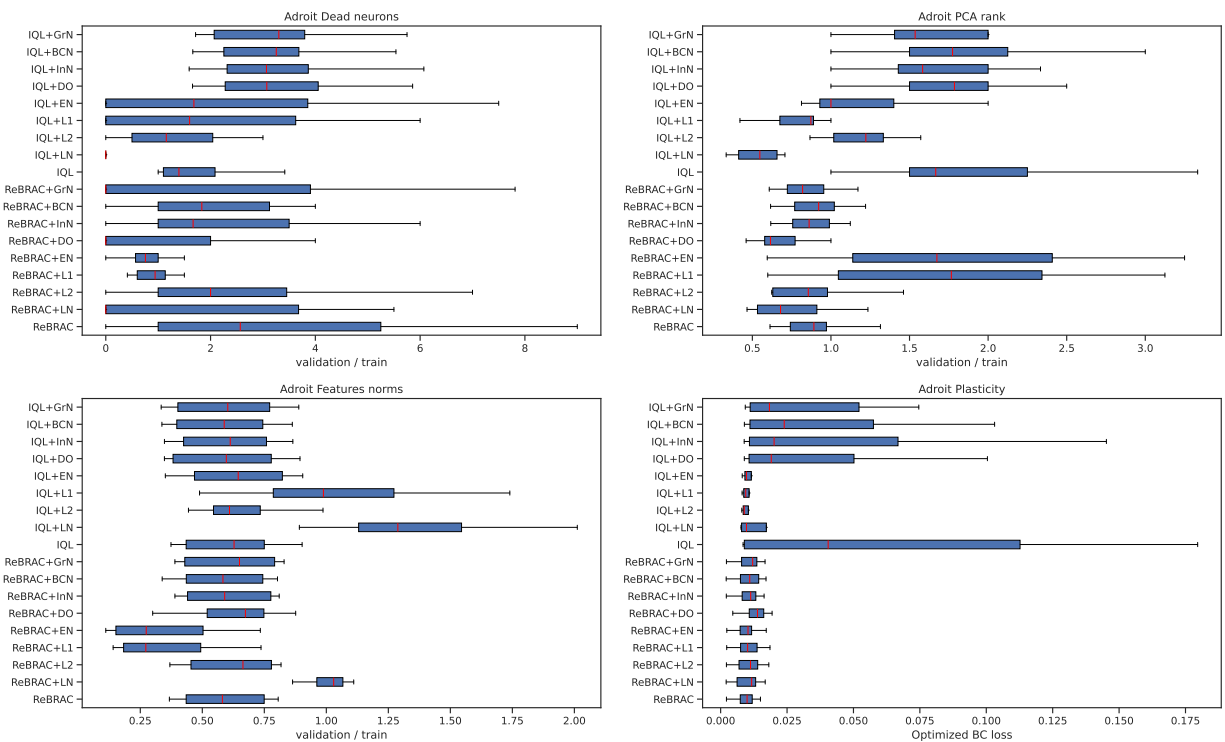 Adroit Dead neurons
IQL+GrN
IQL+BCN
IQL+InN
IQL+DO
IQL+EN
IQL+L1
IQL+L2
IQL+LN
IQL
ReBRAC+GrN
ReBRAC+BCN
ReBRAC+InN
ReBRAC+DO
ReBRAC+EN
ReBRAC+L1
ReBRAC+L2
ReBRAC+LN
ReBRAC
0 2 4 6 8
validation / train
Adroit PCA rank
IQL+GrN
IQL+BCN
IQL+InN
IQL+DO
IQL+EN
IQL+L1
IQL+L2
IQL+LN
IQL
ReBRAC+GrN
ReBRAC+BCN
ReBRAC+InN
ReBRAC+DO
ReBRAC+EN
ReBRAC+L1
ReBRAC+L2
ReBRAC+LN
ReBRAC
0.5 1.0 1.5 2.0 2.5 3.0
validation / train
Adroit Features norms
IQL+GrN
IQL+BCN
IQL+InN
IQL+DO
IQL+EN
IQL+L1
IQL+L2
IQL+LN
IQL
ReBRAC+GrN
ReBRAC+BCN
ReBRAC+InN
ReBRAC+DO
ReBRAC+EN
ReBRAC+L1
ReBRAC+L2
ReBRAC+LN
ReBRAC
0.25 0.50 0.75 1.00 1.25 1.50 1.75 2.00
validation / train
Adroit Plasticity
IQL+GrN
IQL+BCN
IQL+InN
IQL+DO
IQL+EN
IQL+L1
IQL+L2
IQL+LN
IQL
ReBRAC+GrN
ReBRAC+BCN
ReBRAC+InN
ReBRAC+DO
ReBRAC+EN
ReBRAC+L1
ReBRAC+L2
ReBRAC+LN
ReBRAC
0.000 0.025 0.050 0.075 0.100 0.125 0.150 0.175
Optimized BC loss